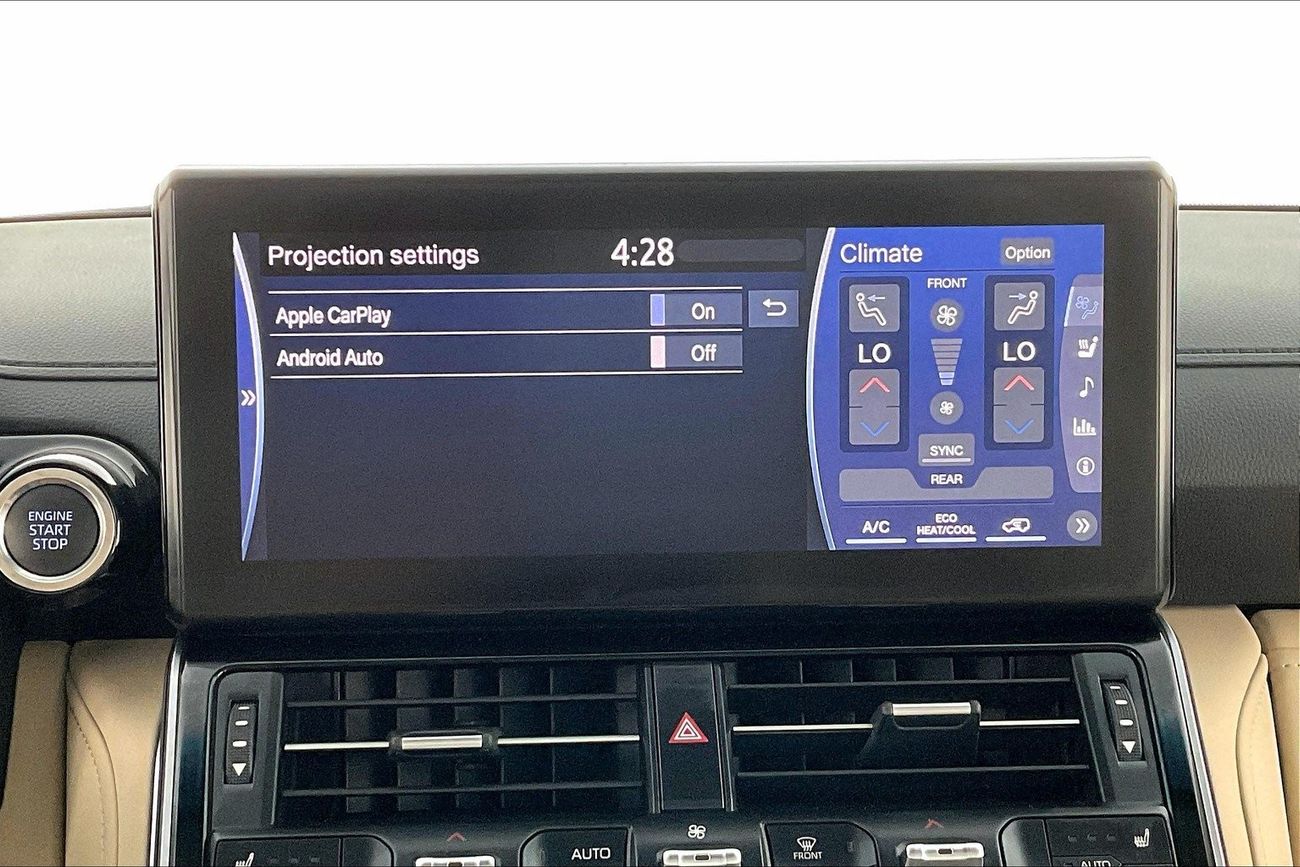 Projection settings
4:28
Apple CarPlay
On
Android Auto
Off
Climate
Option
FRONT
LO
LO
SYNC
REAR
A/C
ECO
HEAT/COOL
ENGINE
START
STOP
AUTO
FRONT
AUTO